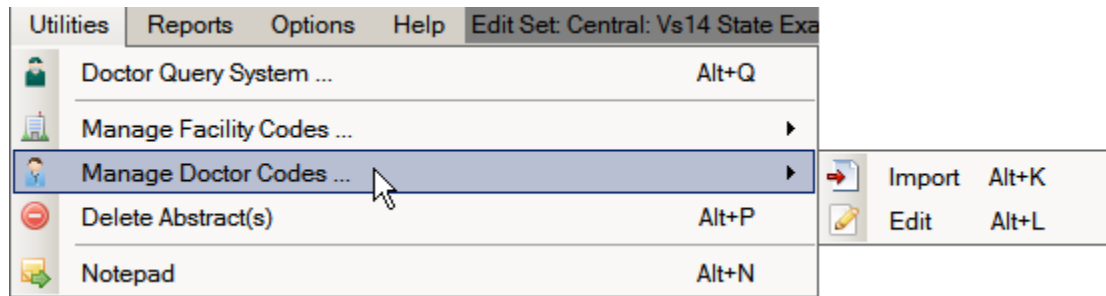 Utilities Reports Options Help Edit Set: Central: Vs14 State Exa
Doctor Query System ... Alt+Q
Manage Facility Codes ...
Manage Doctor Codes ...
Import Alt+K
Delete Abstract(s) Alt+P
Edit Alt+L
Notepad Alt+N